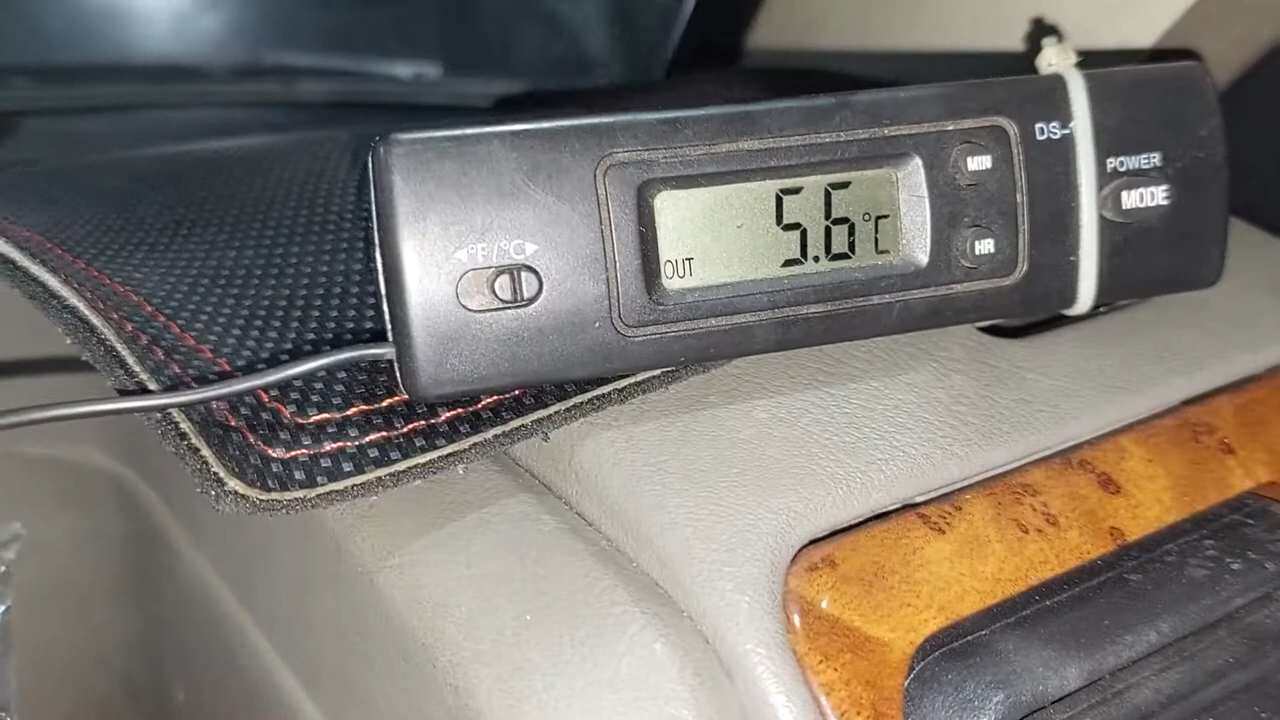 ◀°F/°C▶
OUT
5.6°C
MIN
HR
DS-
POWER
MODE